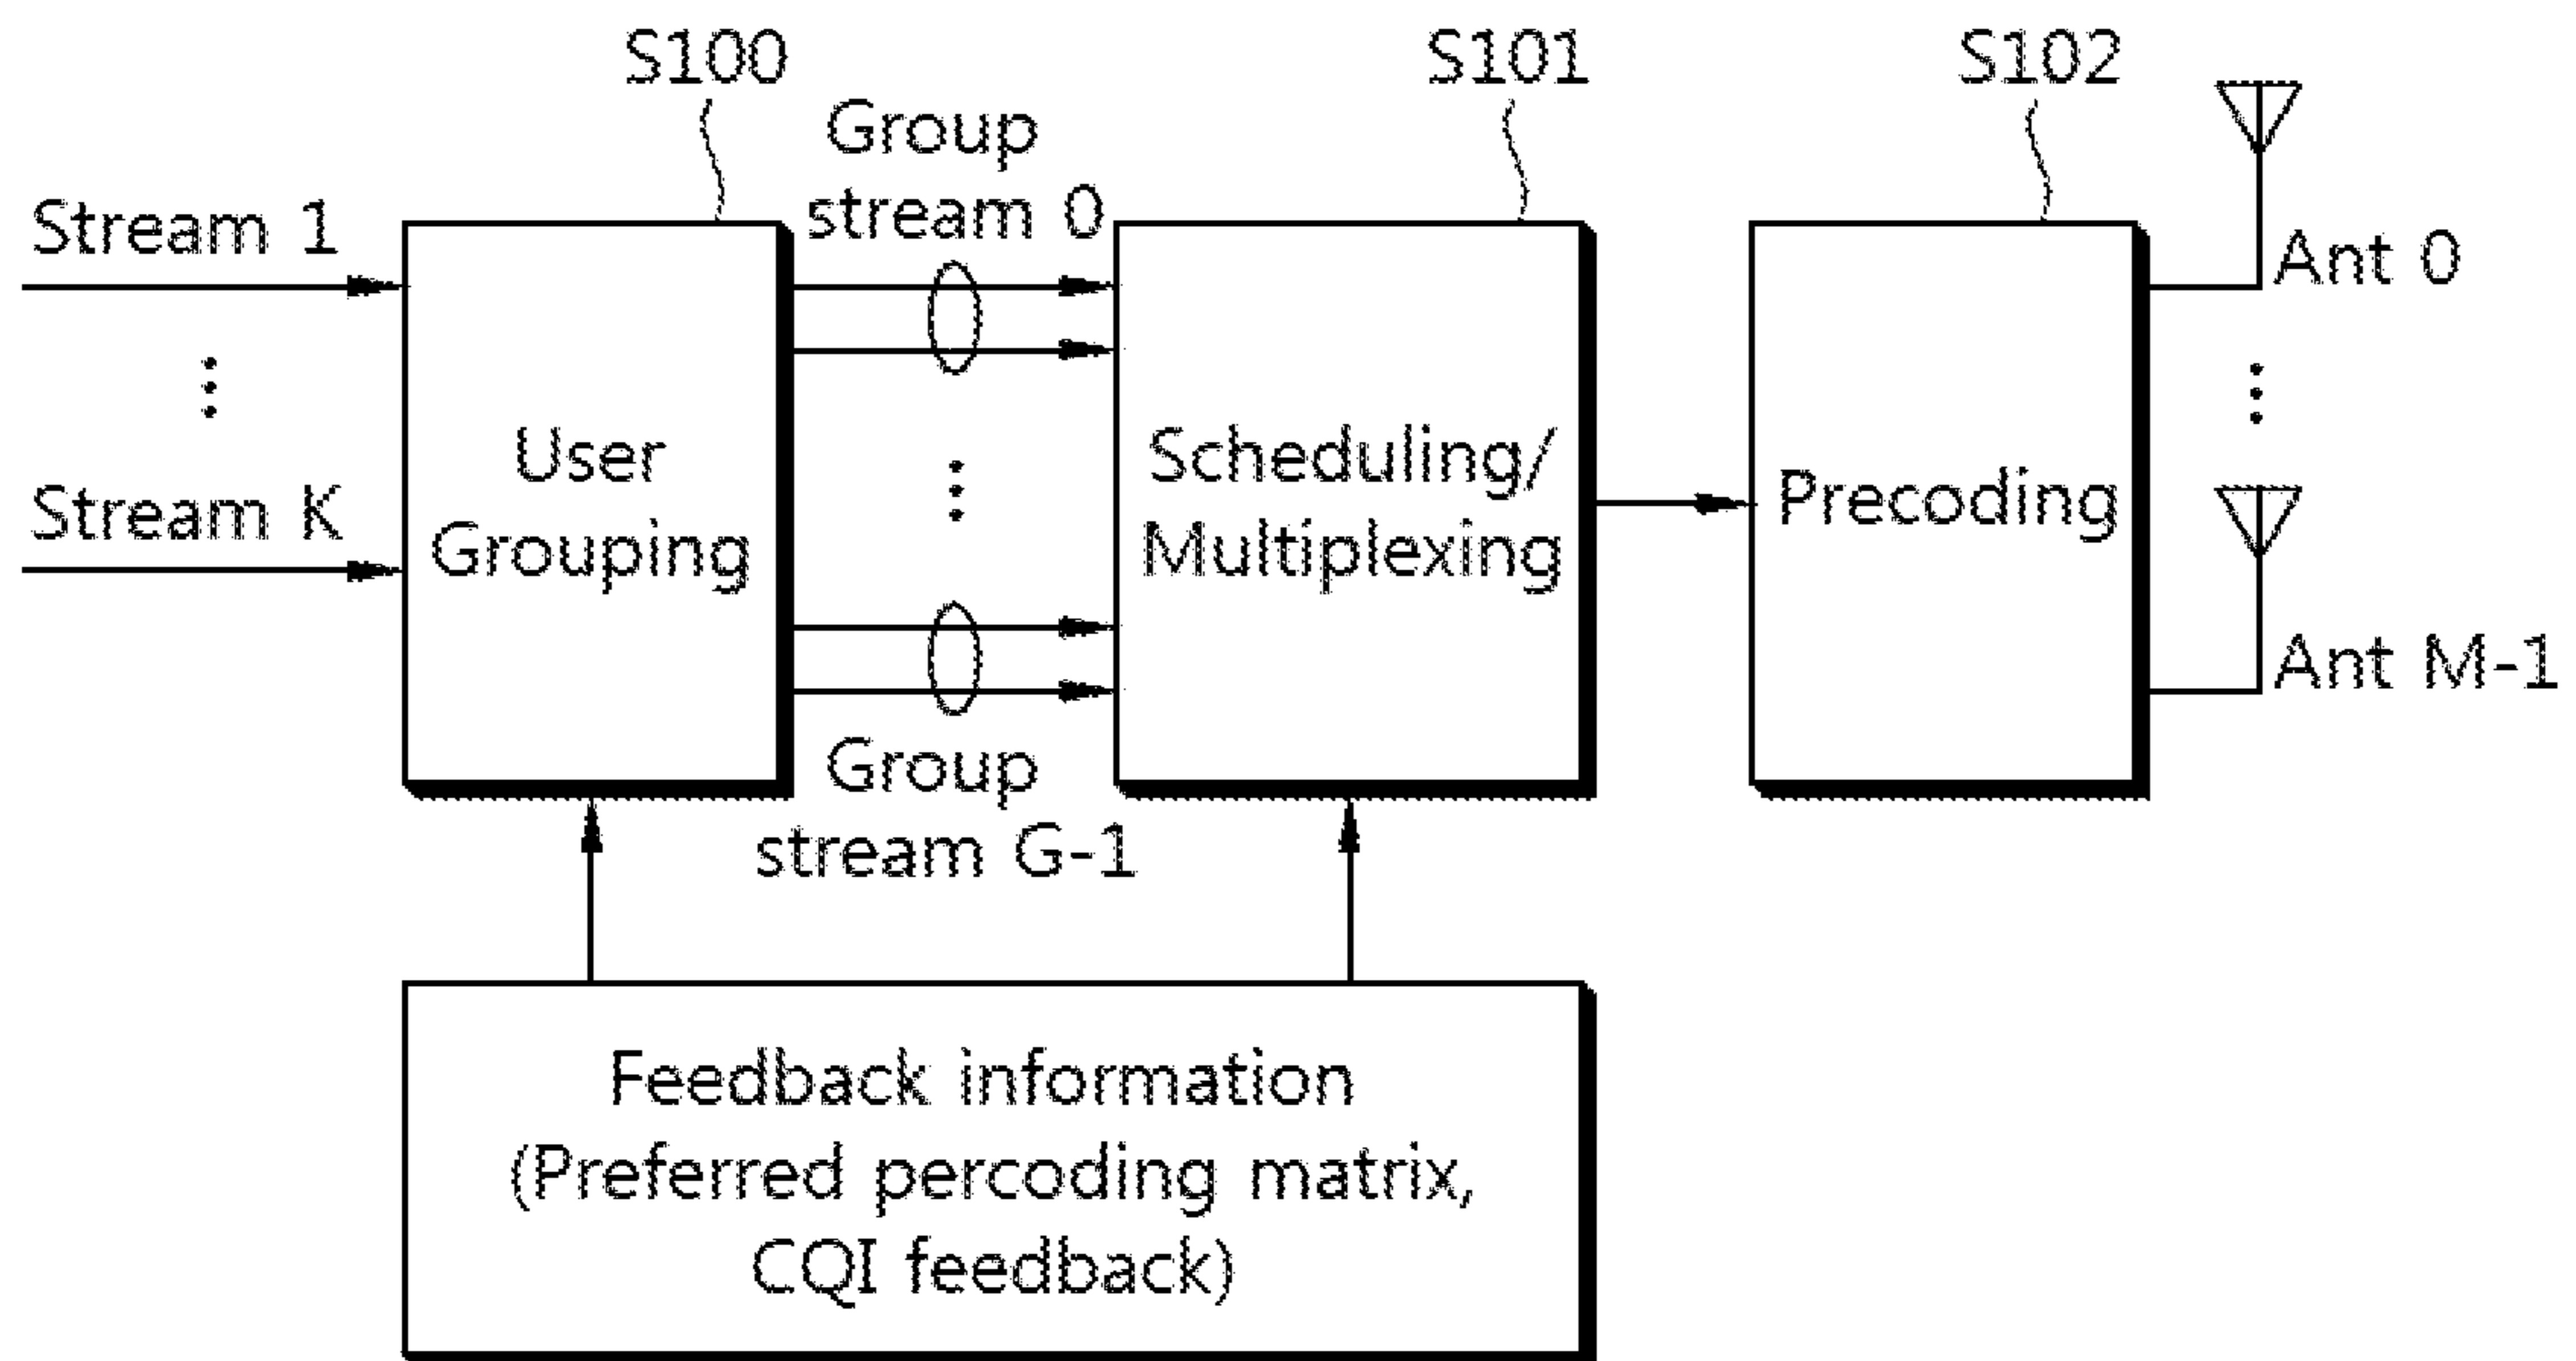 S100
S101
S102
Group
stream 0
Stream 1
Ant 0
User
Grouping
Scheduling/
Multiplexing
Precoding
Stream K
Ant M-1
Group
stream G-1
Feedback information
(Preferred percoding matrix,
CQI feedback)